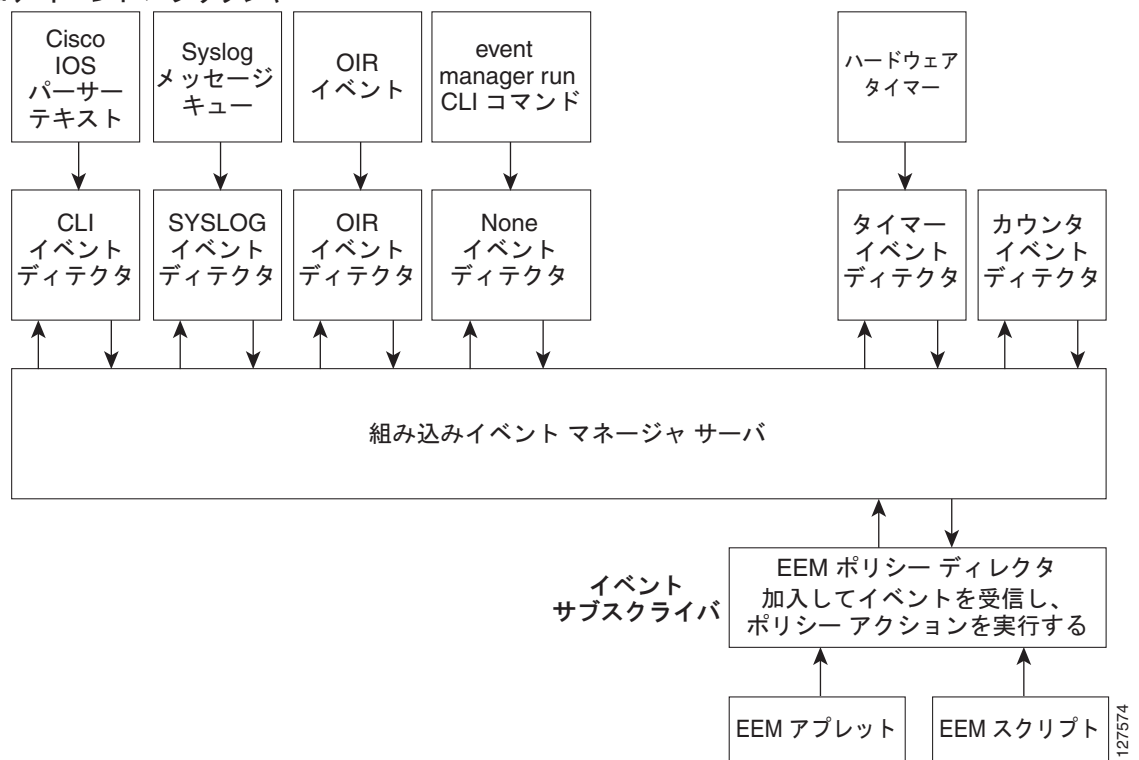 Cisco
IOS
パーサー
テキスト
Syslog
メッセージ
キュー
OIR
イベント
event
manager run
CLI コマンド
ハードウェア
タイマー
CLI
イベント
ディテクタ
SYSLOG
イベント
ディテクタ
OIR
イベント
ディテクタ
None
イベント
ディテクタ
タイマー
イベント
ディテクタ
カウンタ
イベント
ディテクタ
組み込みイベント マネージャ サーバ
イベント
サブスクライバ
EEM ポリシー ディレクタ
加入してイベントを受信し、
ポリシー アクションを実行する
EEM アプレット
EEM スクリプト
127574